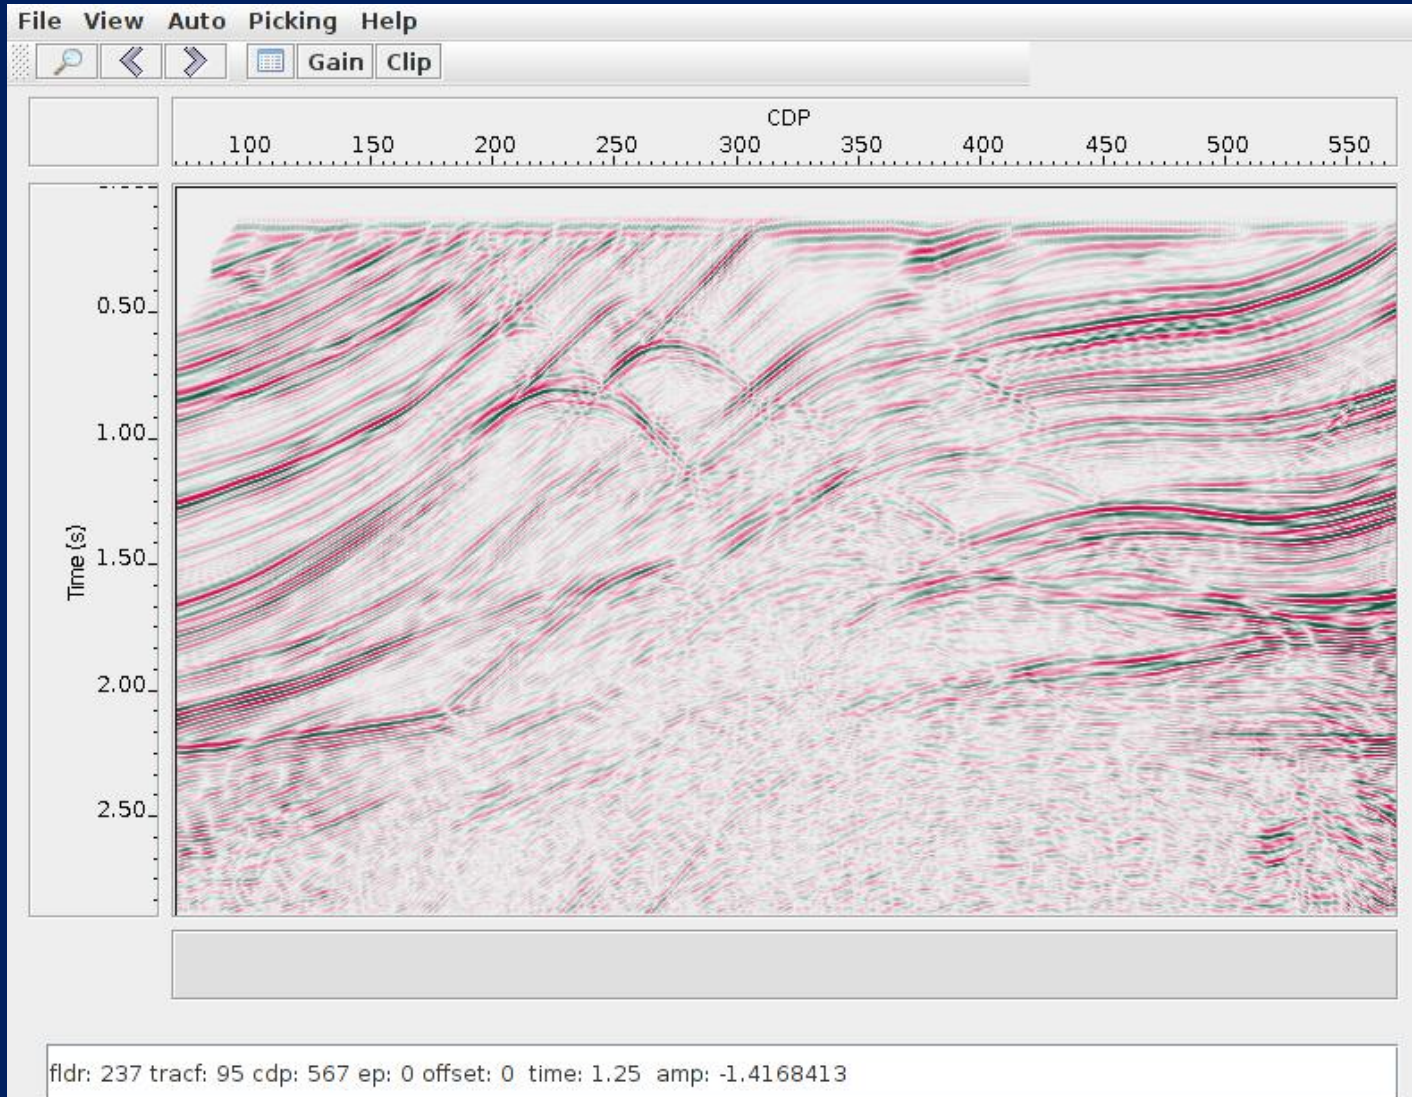 File View Auto Picking Help
Gain Clip
CDP
100 150 200 250 300 350 400 450 500 550
0.50
1.00
Time (s)
1.50
2.00
2.50
fldr: 237 tracf: 95 cdp: 567 ep: 0 offset: 0 time: 1.25 amp: -1.4168413